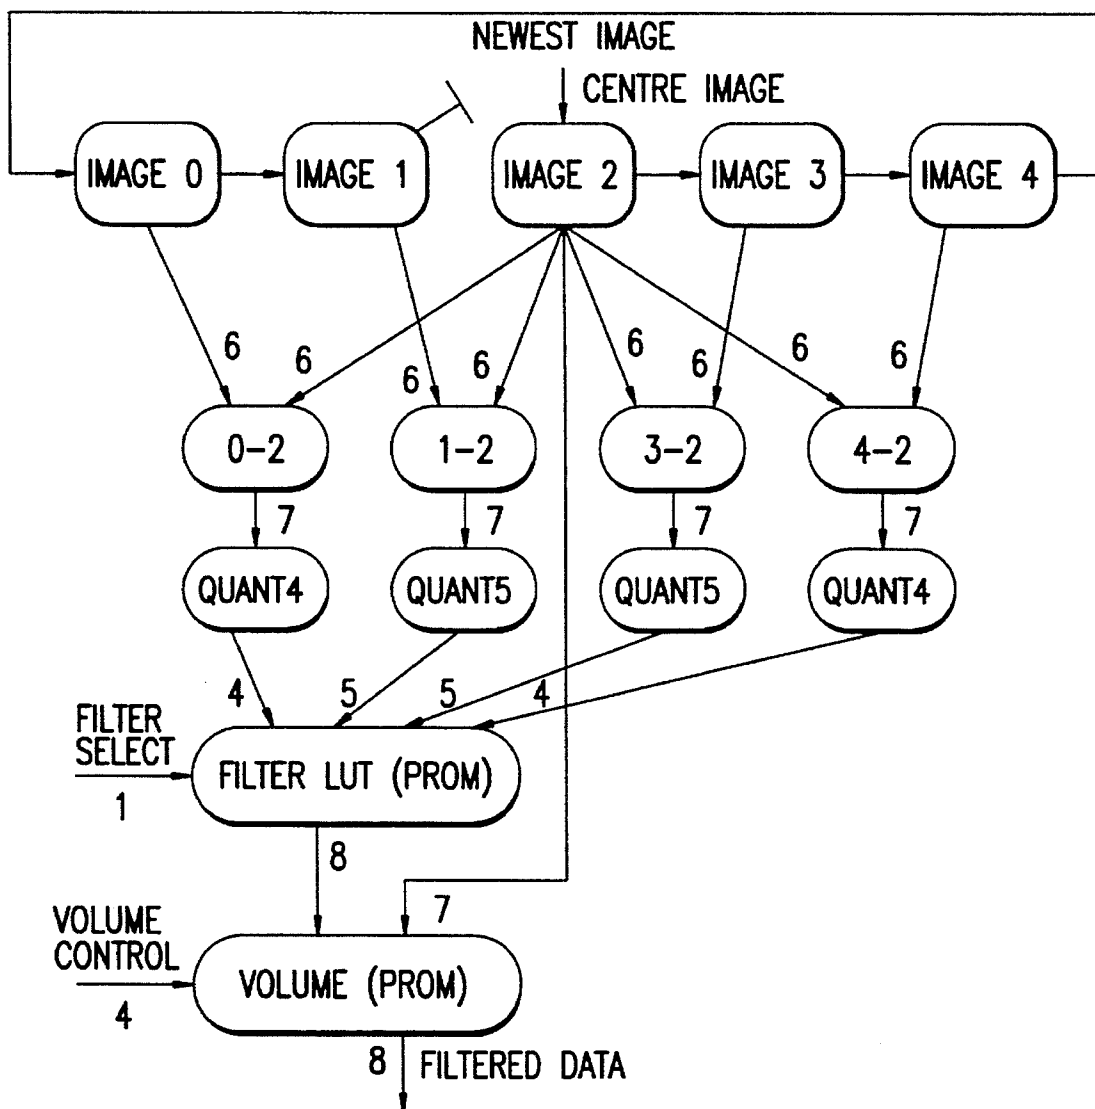 NEWEST IMAGE
CENTRE IMAGE
IMAGE 0
IMAGE 1
IMAGE 2
IMAGE 3
IMAGE 4
6
6
6
6
6
6
6
6
0-2
1-2
3-2
4-2
7
7
7
7
QUANT4
QUANT5
QUANT5
QUANT4
4
5
5
4
FILTER
SELECT
1
FILTER LUT (PROM)
8
7
VOLUME
CONTROL
4
VOLUME (PROM)
8
FILTERED DATA